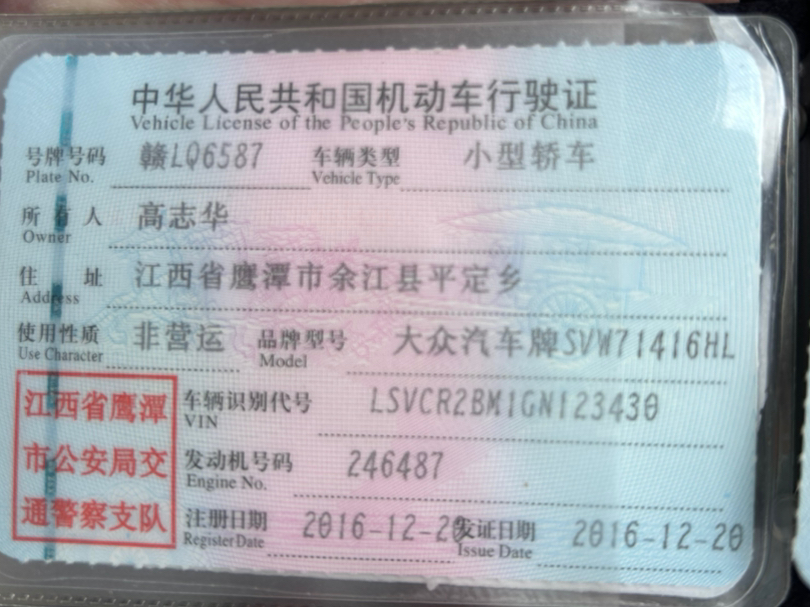 中华人民共和国机动车行驶证
Vehicle License of the People's Republic of China
号牌号码 赣LQ6587 车辆类型 小型轿车
Plate No. Vehicle Type
所有人 高志华
Owner
住址 江西省鹰潭市余江县平定乡
Address
使用性质 非营运 品牌型号 大众汽车牌SVW71416HL
Use Character Model
江西省鹰潭 车辆识别代号 LSVCR2BM1GN123430
VIN
市公安局交 发动机号码 246487
Engine No.
通警察支队 注册日期 2016-12-20 发证日期 2016-12-20
Register Date Issue Date